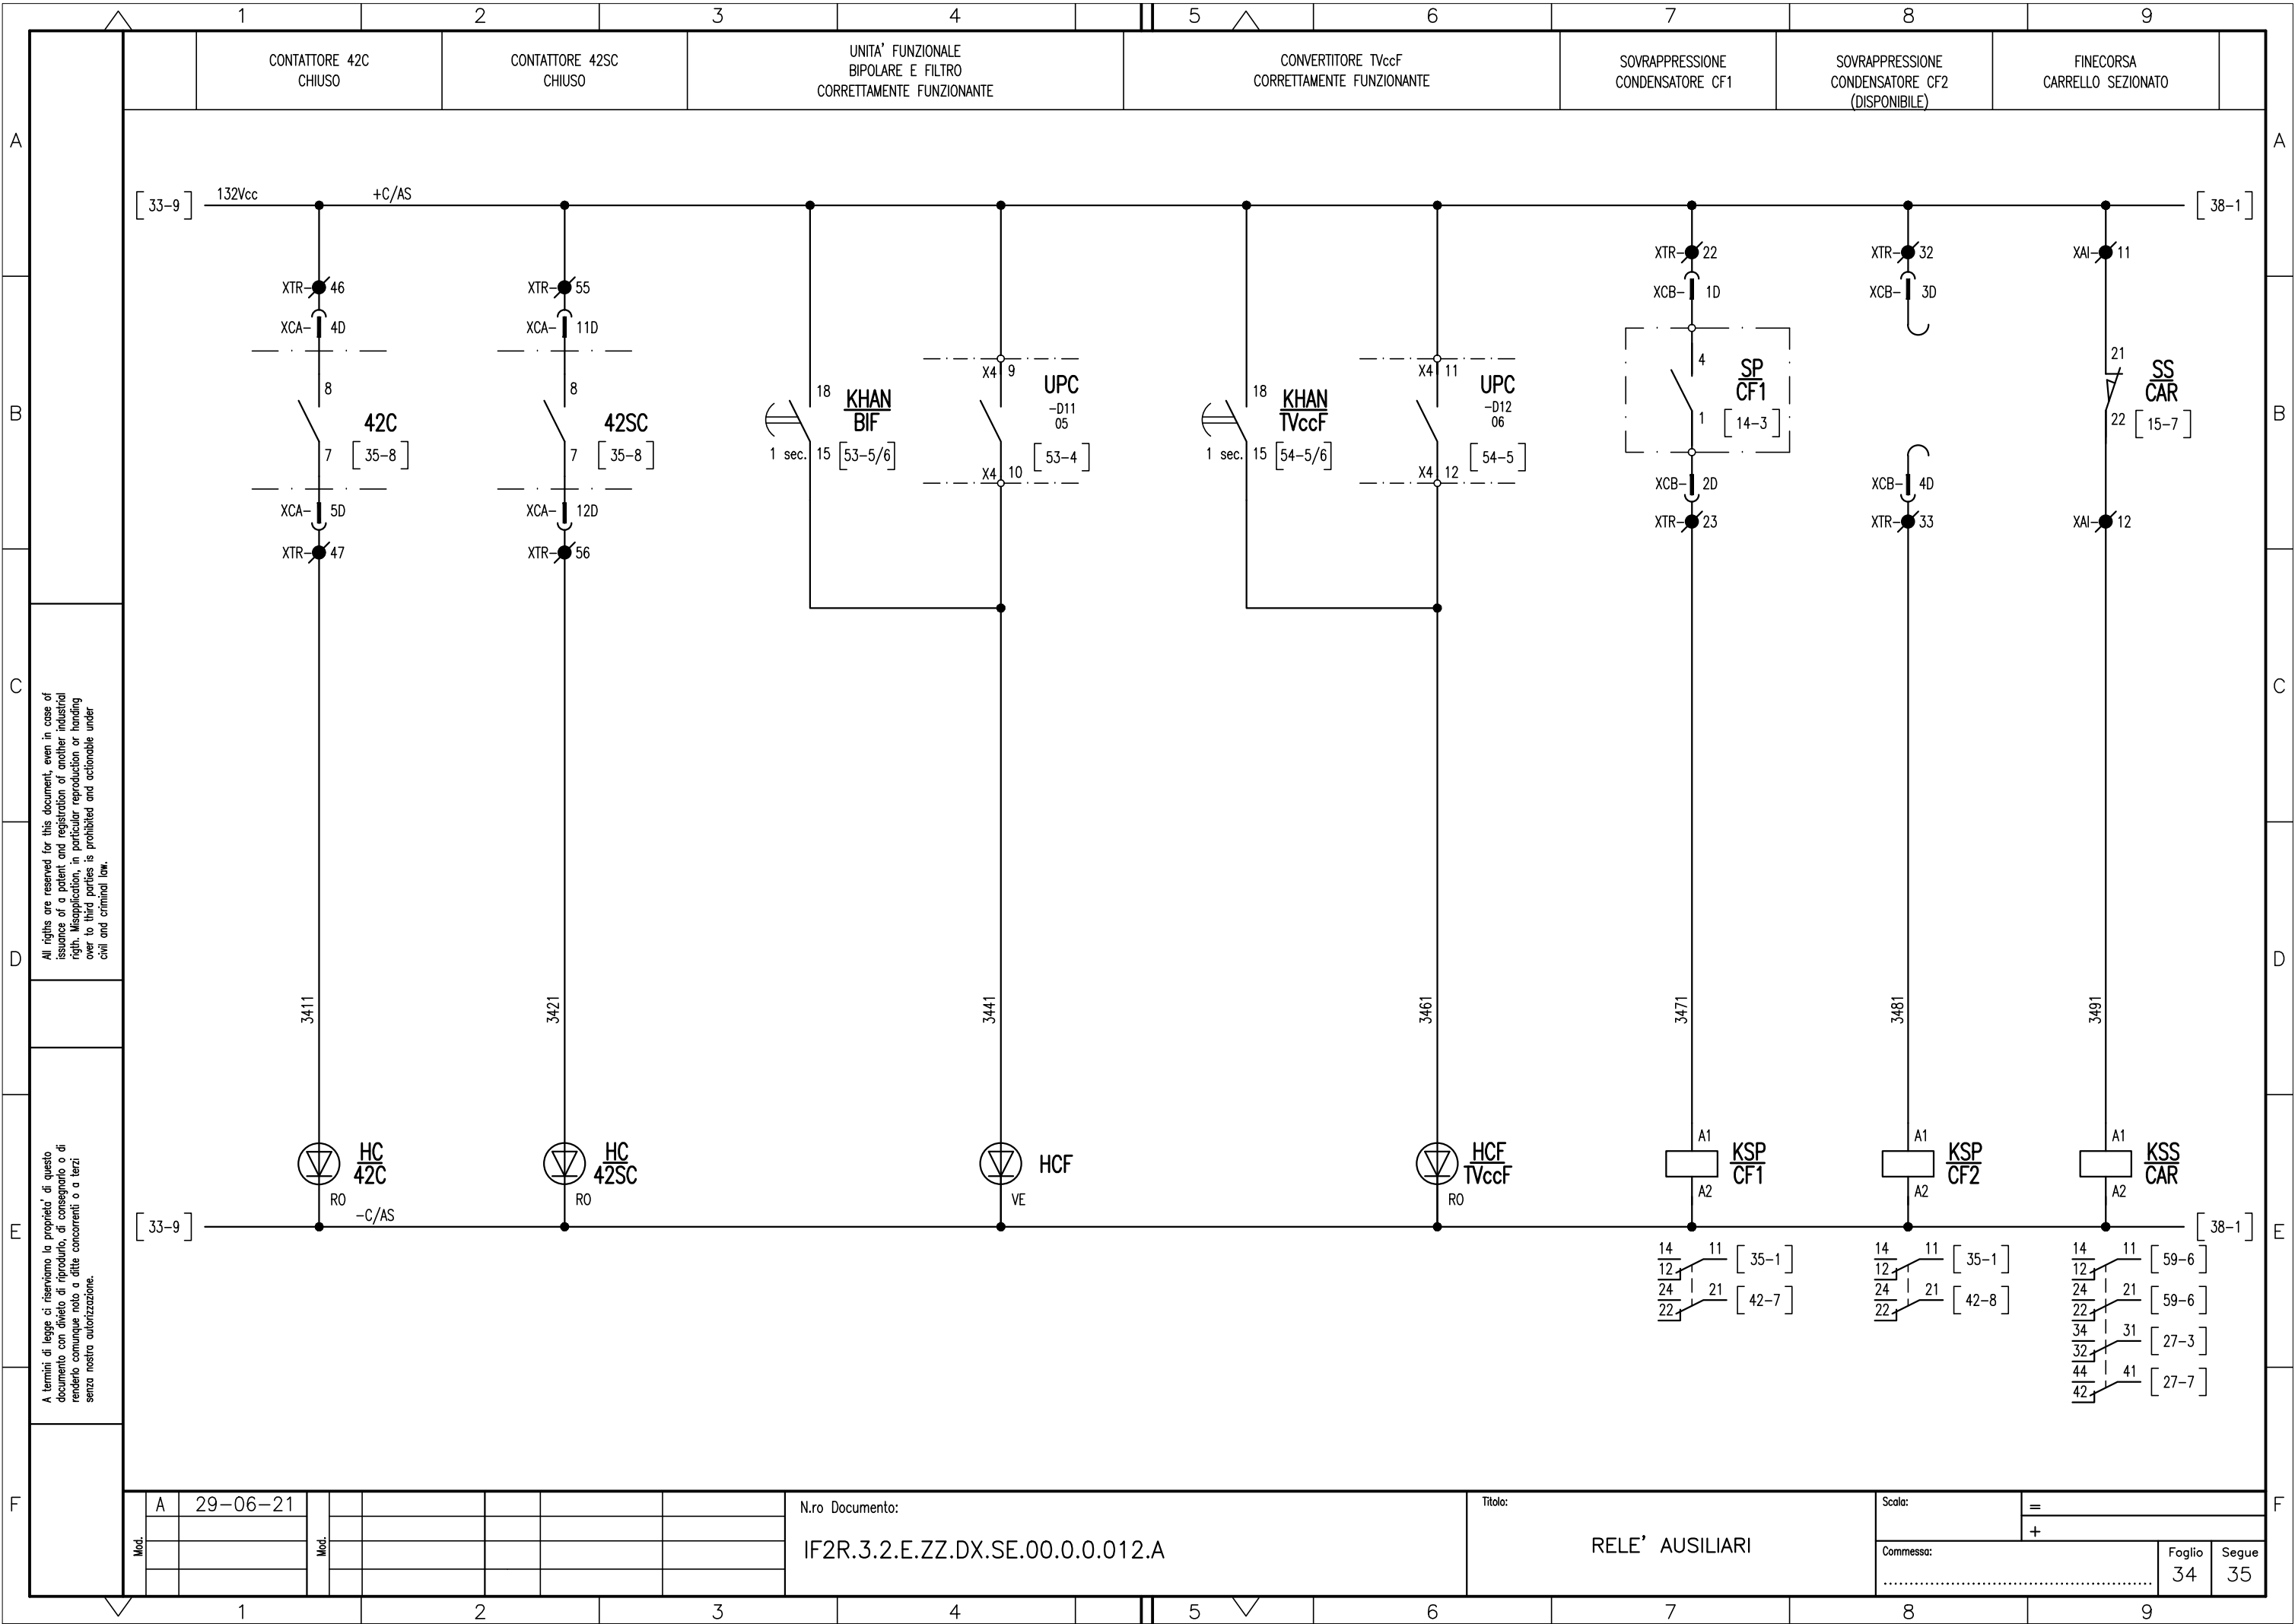 1 2 3 4 5 6 7 8 9
CONTATTORE 42C
CHIUSO
CONTATTORE 42SC
CHIUSO
UNITA' FUNZIONALE
BIPOLARE E FILTRO
CORRETTAMENTE FUNZIONANTE
CONVERTITORE TVccF
CORRETTAMENTE FUNZIONANTE
SOVRAPPRESSIONE
CONDENSATORE CF1
SOVRAPPRESSIONE
CONDENSATORE CF2
(DISPONIBILE)
FINECORSA
CARRELLO SEZIONATO
A A
33-9 132Vcc +C/AS 38-1
XTR- 46
XCA- 4D
8
42C
7 35-8
XCA- 5D
XTR- 47
XTR- 55
XCA- 11D
8
42SC
7 35-8
XCA- 12D
XTR- 56
18
KHAN
BIF
1 sec. 15 53-5/6
X4 9
UPC
-D11
05
53-4
X4 10
18
KHAN
TVccF
1 sec. 15 54-5/6
X4 11
UPC
-D12
06
54-5
X4 12
XTR- 22
XCB- 1D
4
SP
CF1
1 14-3
XCB- 2D
XTR- 23
XTR- 32
XCB- 3D
XCB- 4D
XTR- 33
XAI- 11
21
SS
CAR
22 15-7
XAI- 12
B B
C C
D D
All rigths are reserved for this document, even in case of
issuance of a patent and registration of another industrial
rigth. Misapplication, in particular reproduction or handing
over to third parties is prohibited and actionable under
civil and criminal law.
3411 3421 3441 3461 3471 3481 3491
HC
42C
RO
HC
42SC
RO
HCF
VE
HCF
TVccF
RO
A1
KSP
CF1
A2
A1
KSP
CF2
A2
A1
KSS
CAR
A2
33-9 -C/AS 38-1
E E
14 11 35-1
12
24 21 42-7
22
14 11 35-1
12
24 21 42-8
22
14 11 59-6
12
24 21 59-6
22
34 31 27-3
32
44 41 27-7
42
A termini di legge ci riserviamo la proprieta' di questo
documento con divieto di riprodurlo, di consegnarlo o di
renderlo comunque noto a ditte concorrenti o a terzi
senza nostra autorizzazione.
F F
A 29-06-21
Mod. Mod.
N.ro Documento:
IF2R.3.2.E.ZZ.DX.SE.00.0.0.012.A
Titolo:
RELE' AUSILIARI
Scala:
=
+
Commessa:
Foglio
34
Segue
35
1 2 3 4 5 6 7 8 9